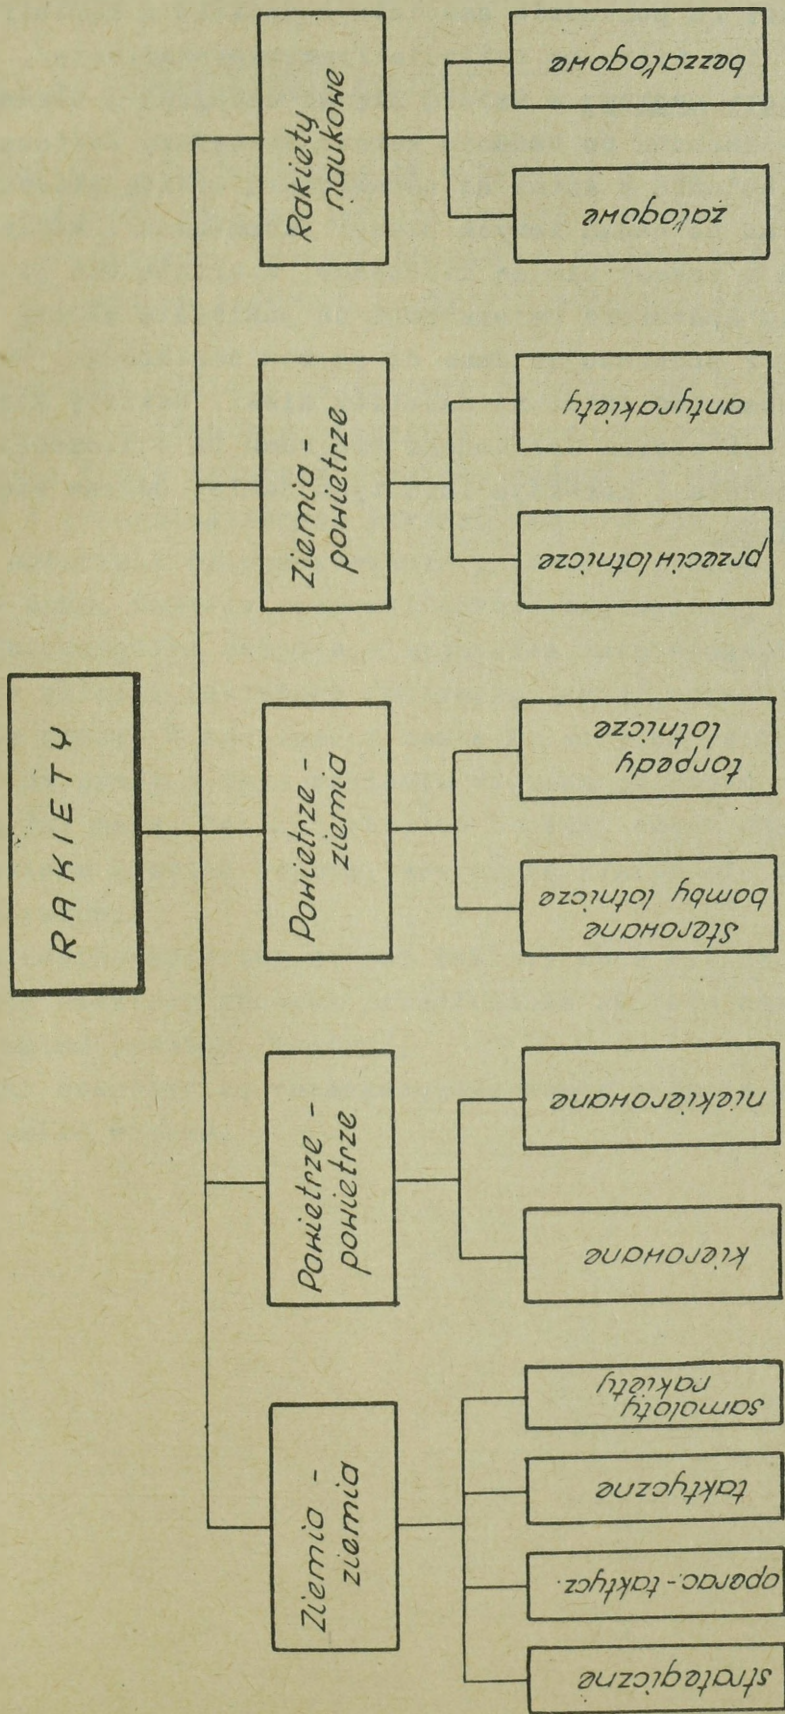 RAKIETY
Ziemia -
ziemia
Powietrze -
powietrze
Powietrze -
ziemia
Ziemia -
powietrze
Rakiety
naukowe
strategiczne
operac.-taktycz.
taktyczne
samoloty
rakiety
kierowane
niekierowane
sterowane
bomby lotnicze
torpedy
lotnicze
przeciwlotnicze
antyrakiety
załogowe
bezzałogowe